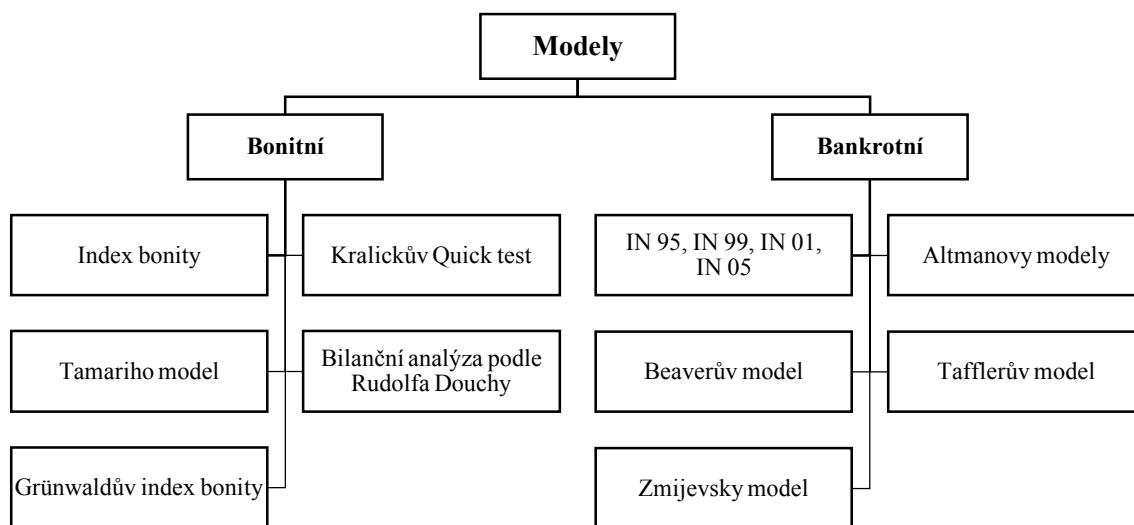 Modely
Bonitní
Bankrotní
Index bonity
Kralickův Quick test
IN 95, IN 99, IN 01,
IN 05
Altmanovy modely
Tamariho model
Bilanční analýza podle
Rudolfa Douchy
Beaverův model
Tafflerův model
Grünwaldův index bonity
Zmijevsky model